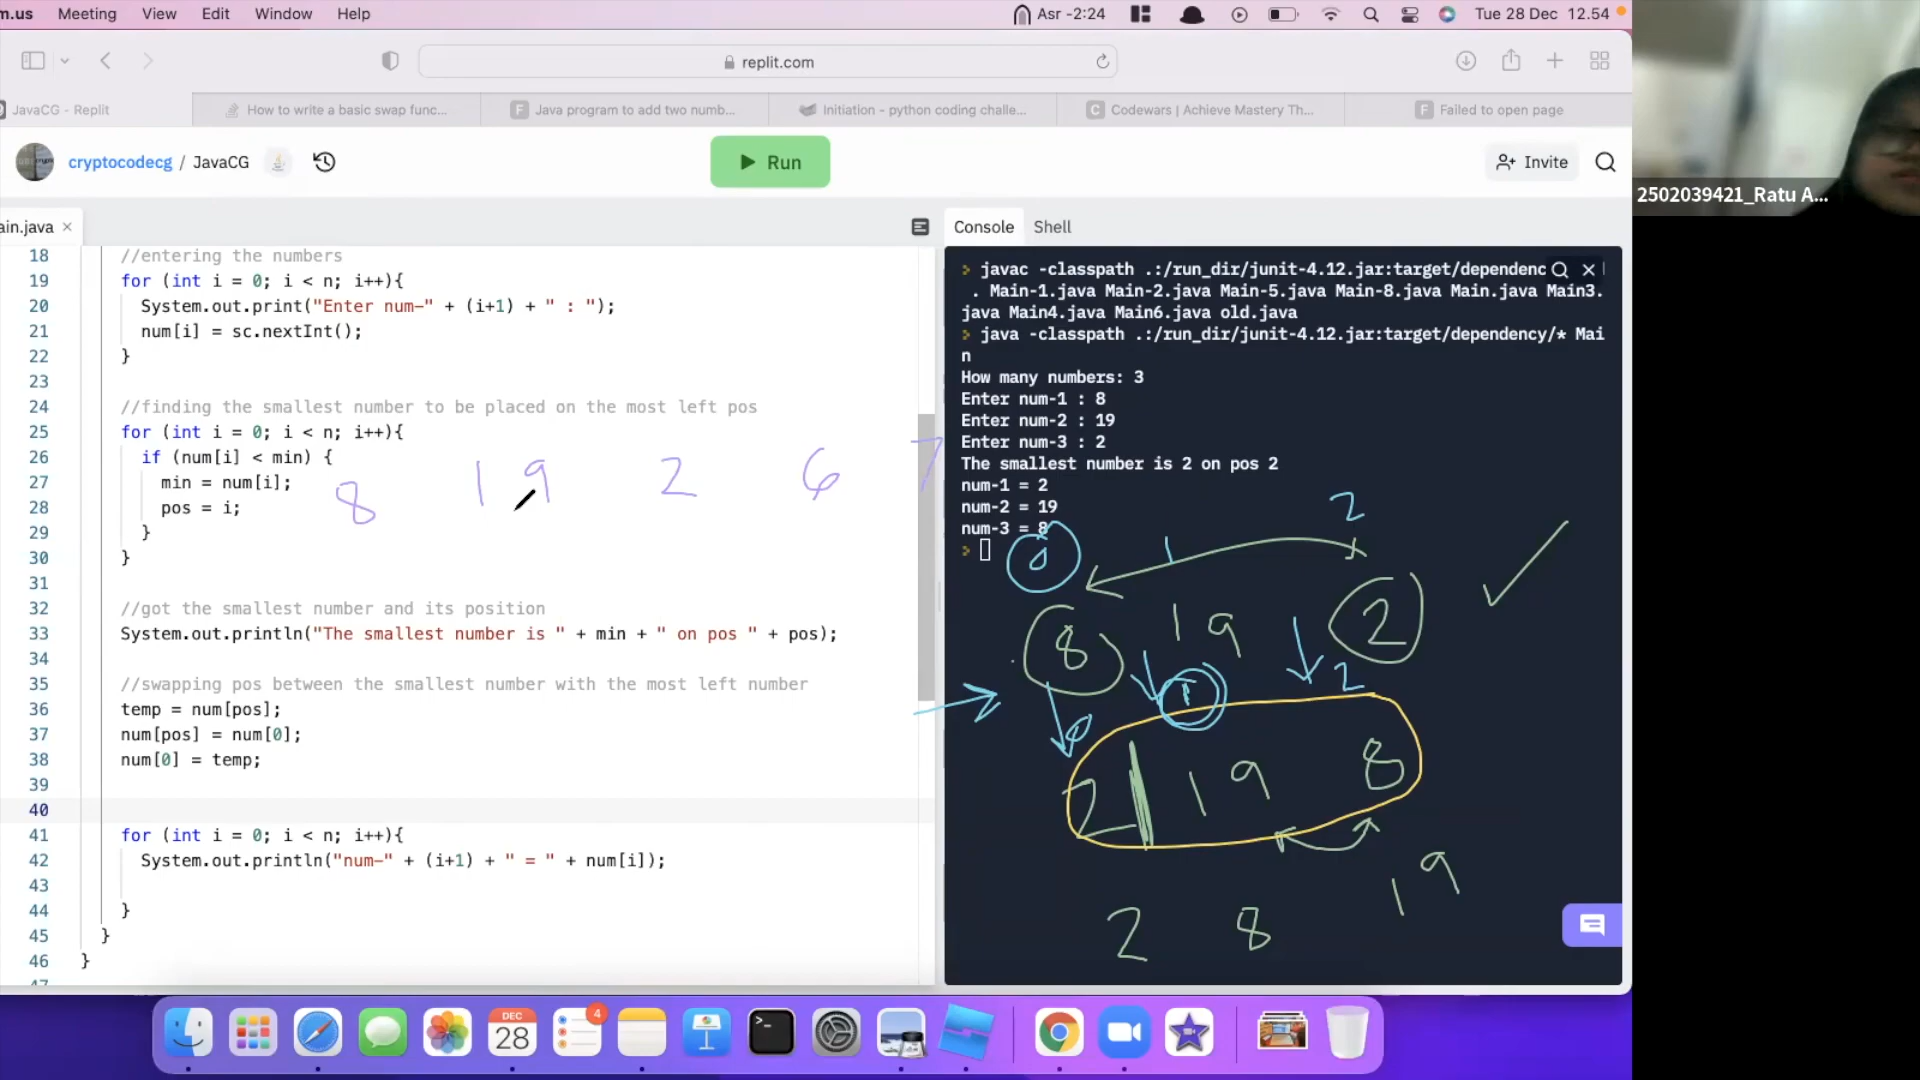 m.us Meeting View Edit Window Help Asr -2:24 Tue 28 Dec 12.54
replit.com
JavaCG - Replit How to write a basic swap func... Java program to add two numb... Initiation - python coding challe... Codewars | Achieve Mastery Th... Failed to open page
cryptocodecg / JavaCG Run Invite
ain.java × Console Shell
18 //entering the numbers
19 for (int i = 0; i < n; i++){
20 System.out.print("Enter num-" + (i+1) + " : ");
21 num[i] = sc.nextInt();
22 }
23
24 //finding the smallest number to be placed on the most left pos
25 for (int i = 0; i < n; i++){
26 if (num[i] < min) {
27 min = num[i];
28 pos = i;
29 }
30 }
31
32 //got the smallest number and its position
33 System.out.println("The smallest number is " + min + " on pos " + pos);
34
35 //swapping pos between the smallest number with the most left number
36 temp = num[pos];
37 num[pos] = num[0];
38 num[0] = temp;
39
40
41 for (int i = 0; i < n; i++){
42 System.out.println("num-" + (i+1) + " = " + num[i]);
43
44 }
45 }
46 }
47
8 19 2 6 7
> javac -classpath .:/run_dir/junit-4.12.jar:target/dependenc
. Main-1.java Main-2.java Main-5.java Main-8.java Main.java Main3.
java Main4.java Main6.java old.java
> java -classpath .:/run_dir/junit-4.12.jar:target/dependency/* Mai
n
How many numbers: 3
Enter num-1 : 8
Enter num-2 : 19
Enter num-3 : 2
The smallest number is 2 on pos 2
num-1 = 2
num-2 = 19
num-3 = 8
>
0 1 2
8 19 2
0 1 2
2 19 8
2 8 19
2502039421_Ratu A...
4
DEC
28